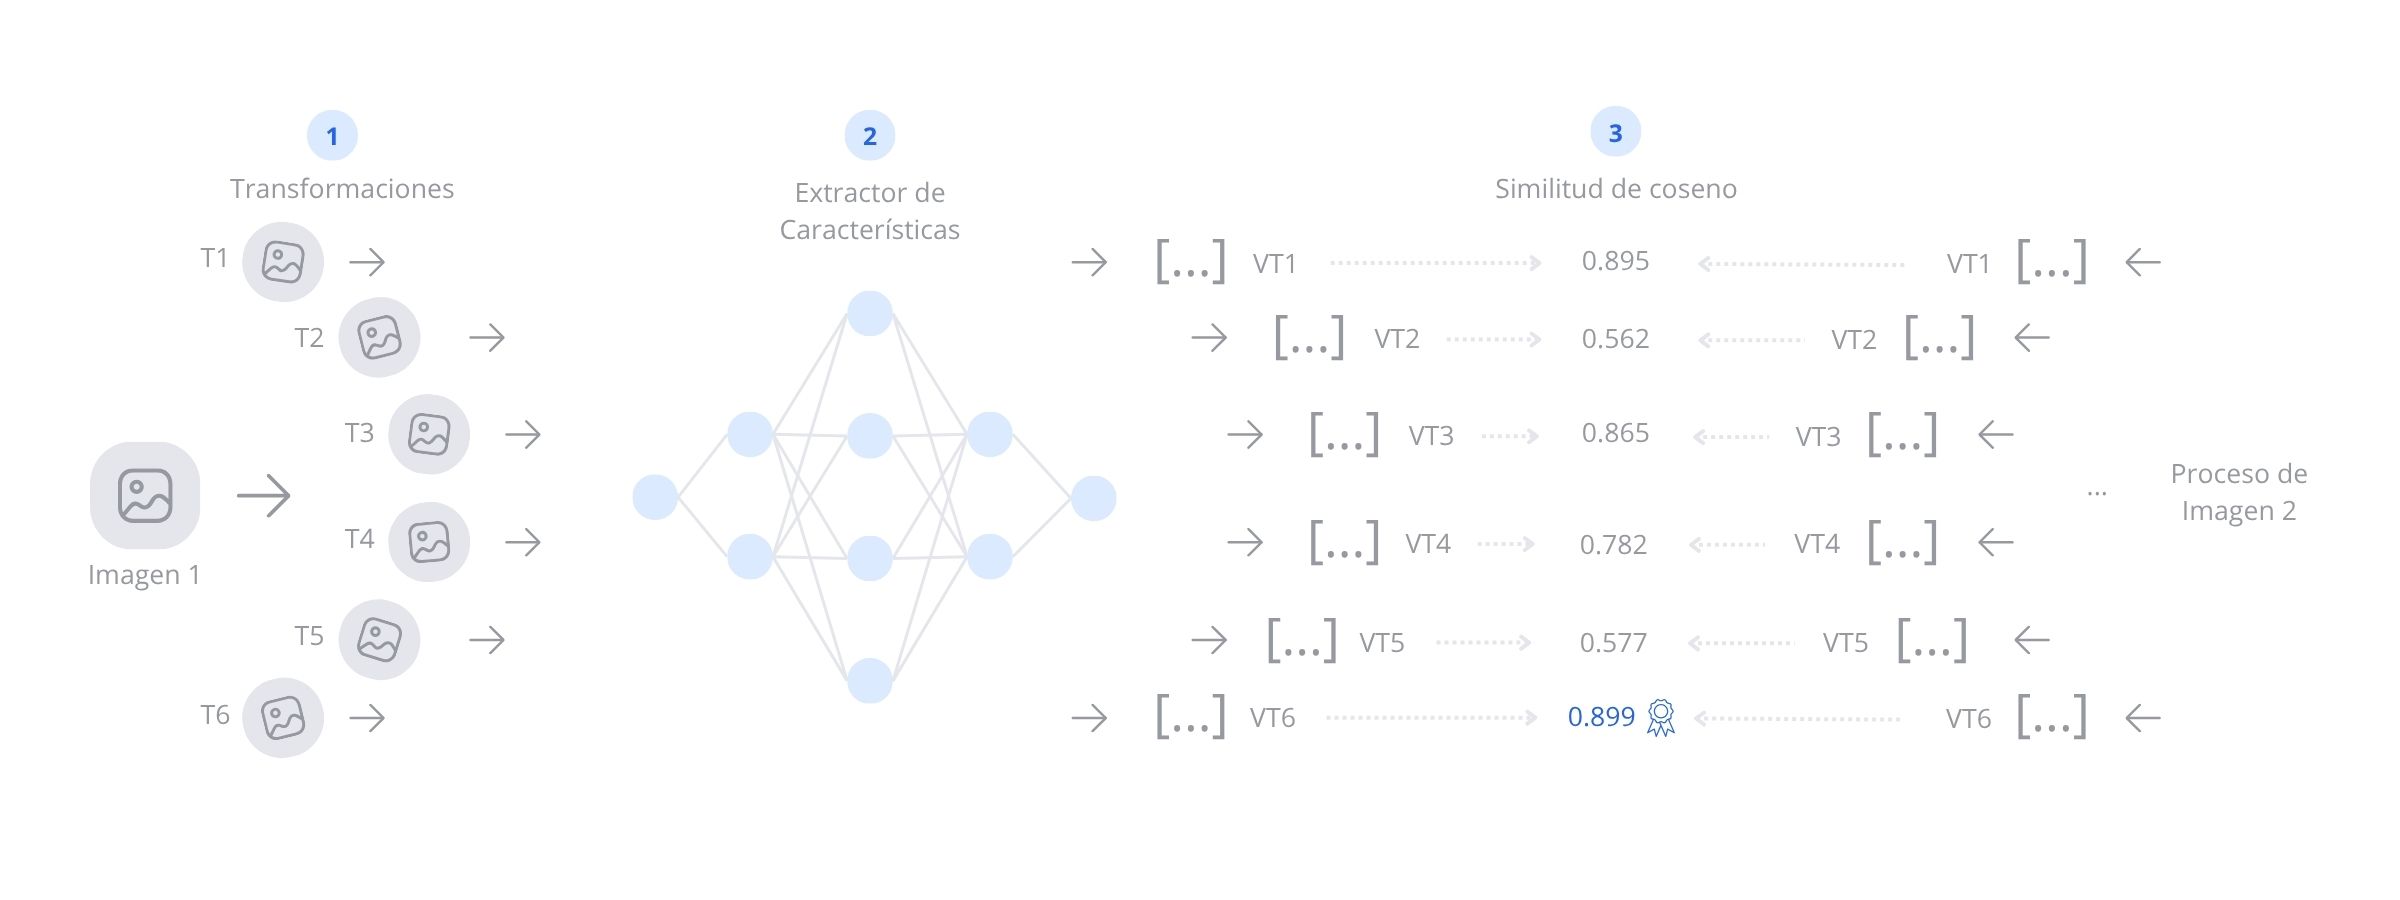 1
Transformaciones
2
Extractor de
Características
3
Similitud de coseno
T1
[...] VT1 0.895 VT1 [...]
T2
[...] VT2 0.562 VT2 [...]
T3
[...] VT3 0.865 VT3 [...]
Imagen 1
...
Proceso de
Imagen 2
T4
[...] VT4 0.782 VT4 [...]
T5
[...] VT5 0.577 VT5 [...]
T6
[...] VT6 0.899 VT6 [...]